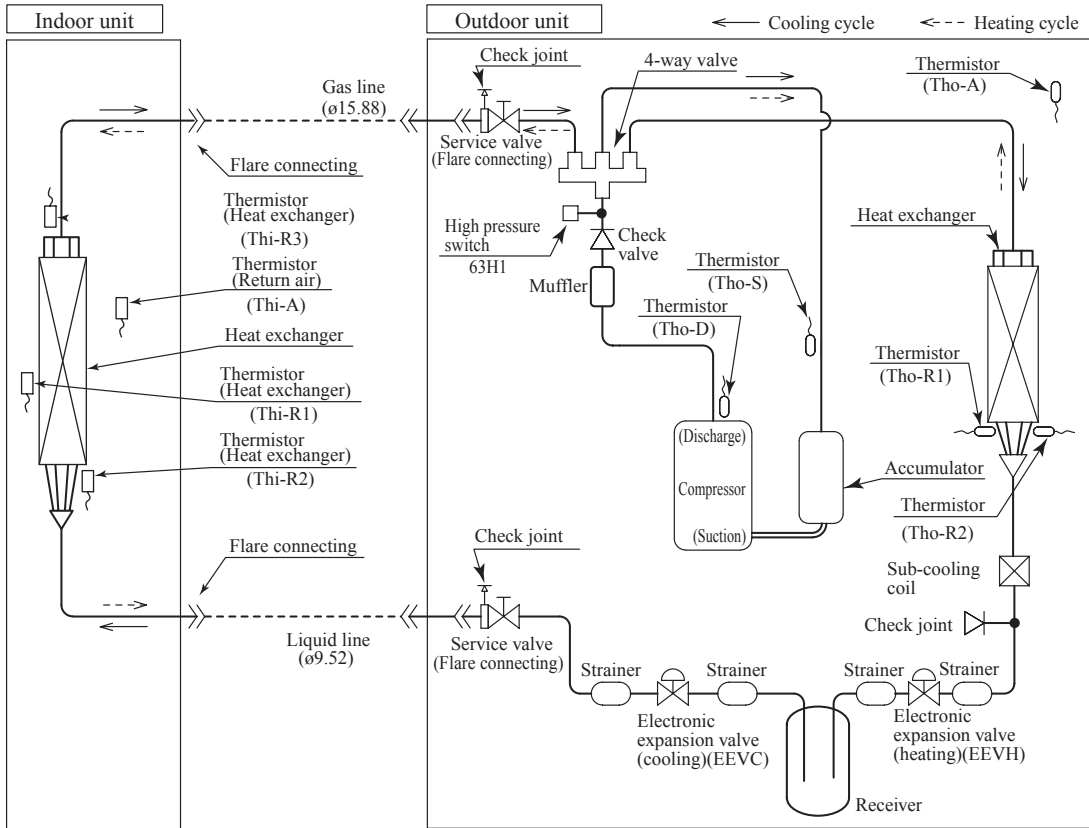 Indoor unit
Outdoor unit
Cooling cycle
Heating cycle
Check joint
4-way valve
Thermistor
(Tho-A)
Gas line
(ø15.88)
Service valve
(Flare connecting)
Flare connecting
Thermistor
(Heat exchanger)
(Thi-R3)
High pressure
switch
63H1
Check
valve
Heat exchanger
Thermistor
(Return air)
(Thi-A)
Muffler
Thermistor
(Tho-S)
Thermistor
(Tho-D)
Heat exchanger
Thermistor
(Heat exchanger)
(Thi-R1)
Thermistor
(Tho-R1)
Thermistor
(Heat exchanger)
(Thi-R2)
(Discharge)
Compressor
(Suction)
Accumulator
Thermistor
(Tho-R2)
Flare connecting
Check joint
Sub-cooling
coil
Check joint
Liquid line
(ø9.52)
Service valve
(Flare connecting)
Strainer
Strainer
Strainer
Strainer
Electronic
expansion valve
(cooling)(EEVC)
Electronic
expansion valve
(heating)(EEVH)
Receiver